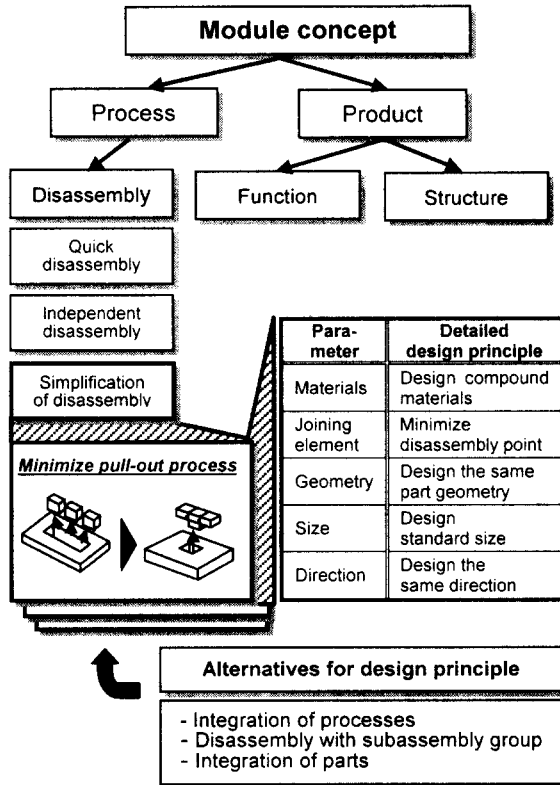 Module concept
Process
Product
Disassembly
Function
Structure
Quick
disassembly
Independent
disassembly
Simplification
of disassembly
Minimize pull-out process
Para-
meter
Detailed
design principle
Materials
Design compound
materials
Joining
element
Minimize
disassembly point
Geometry
Design the same
part geometry
Size
Design
standard size
Direction
Design the
same direction
Alternatives for design principle
- Integration of processes
- Disassembly with subassembly group
- Integration of parts